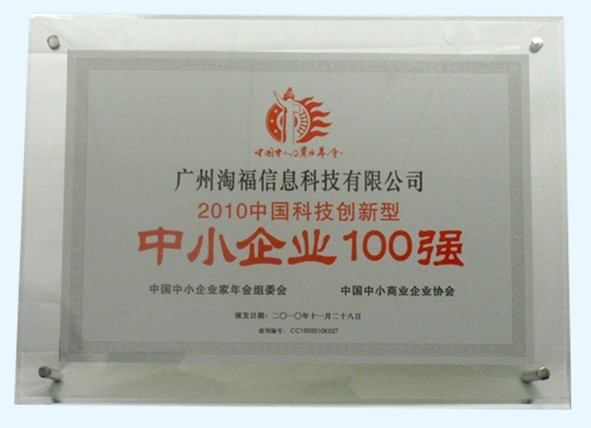 广州淘福信息科技有限公司
2010中国科技创新型
中小企业100强
中国中小企业家年会组委会 中国中小商业企业协会
颁发日期：二〇一〇年十一月二十八日
CC1002010K027